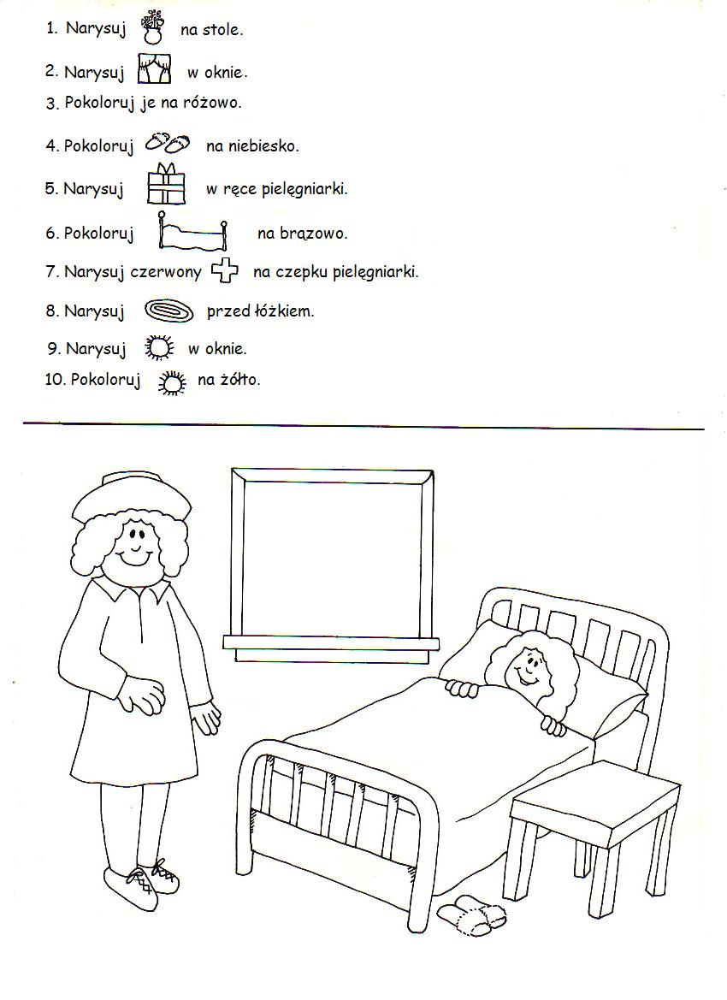 1. Narysuj na stole.
2. Narysuj w oknie.
3. Pokoloruj je na różowo.
4. Pokoloruj na niebiesko.
5. Narysuj w ręce pielęgniarki.
6. Pokoloruj na brązowo.
7. Narysuj czerwony na czepku pielęgniarki.
8. Narysuj przed łóżkiem.
9. Narysuj w oknie.
10. Pokoloruj na żółto.